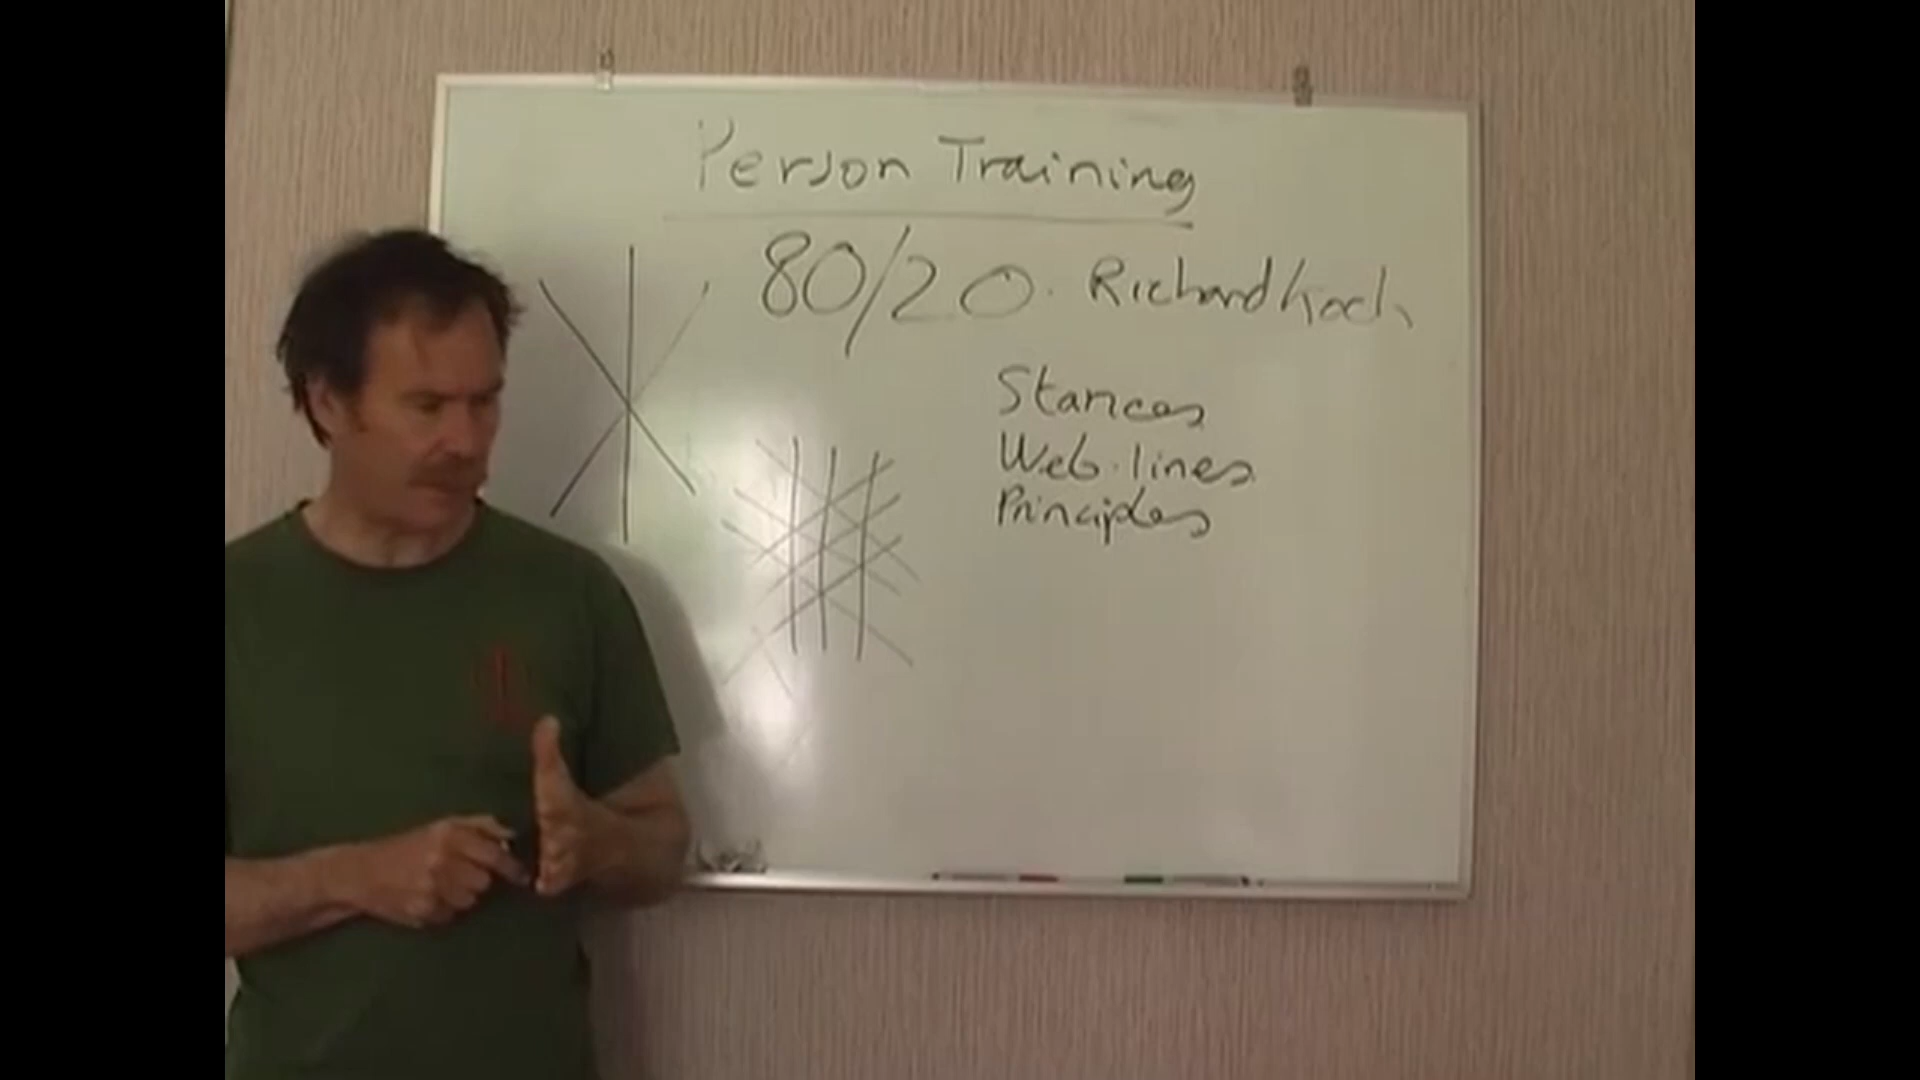 Person Training
80/20. Richard Koch
Stances
Web.lines
Principles